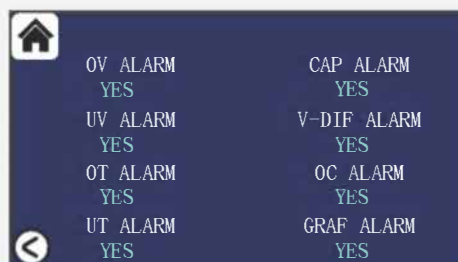 OV ALARM CAP ALARM
YES YES
UV ALARM V-DIF ALARM
YES YES
OT ALARM OC ALARM
YES YES
UT ALARM GRAF ALARM
YES YES